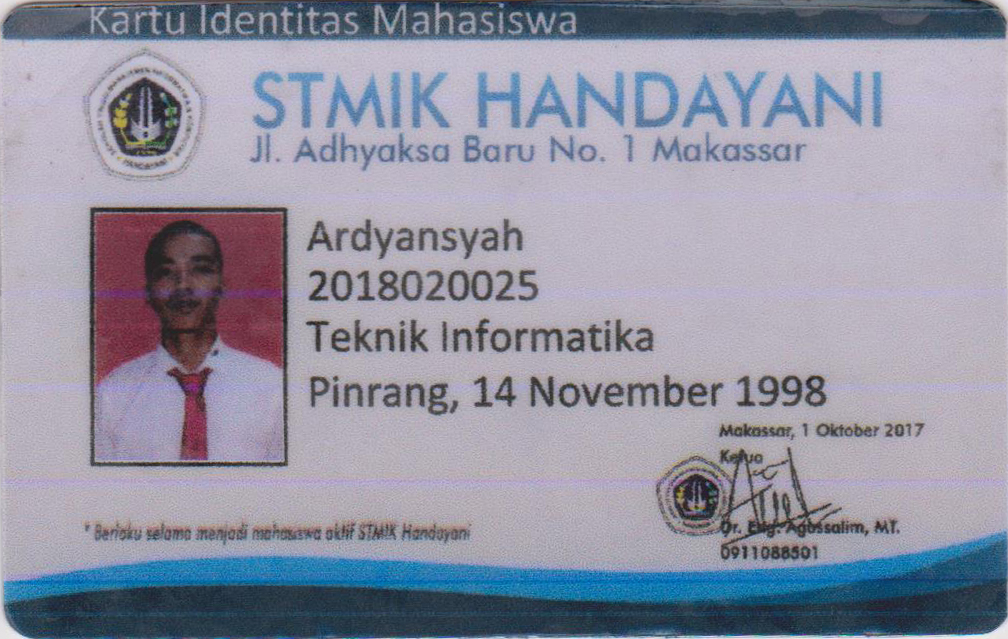 Kartu Identitas Mahasiswa
STMIK HANDAYANI
Jl. Adhyaksa Baru No. 1 Makassar
Ardyansyah
2018020025
Teknik Informatika
Pinrang, 14 November 1998
Makassar, 1 Oktober 2017
Ketua
Dr. Eng. Agussalim, MT.
0911088501
* Berlaku selama menjadi mahasiswa aktif STMIK Handayani